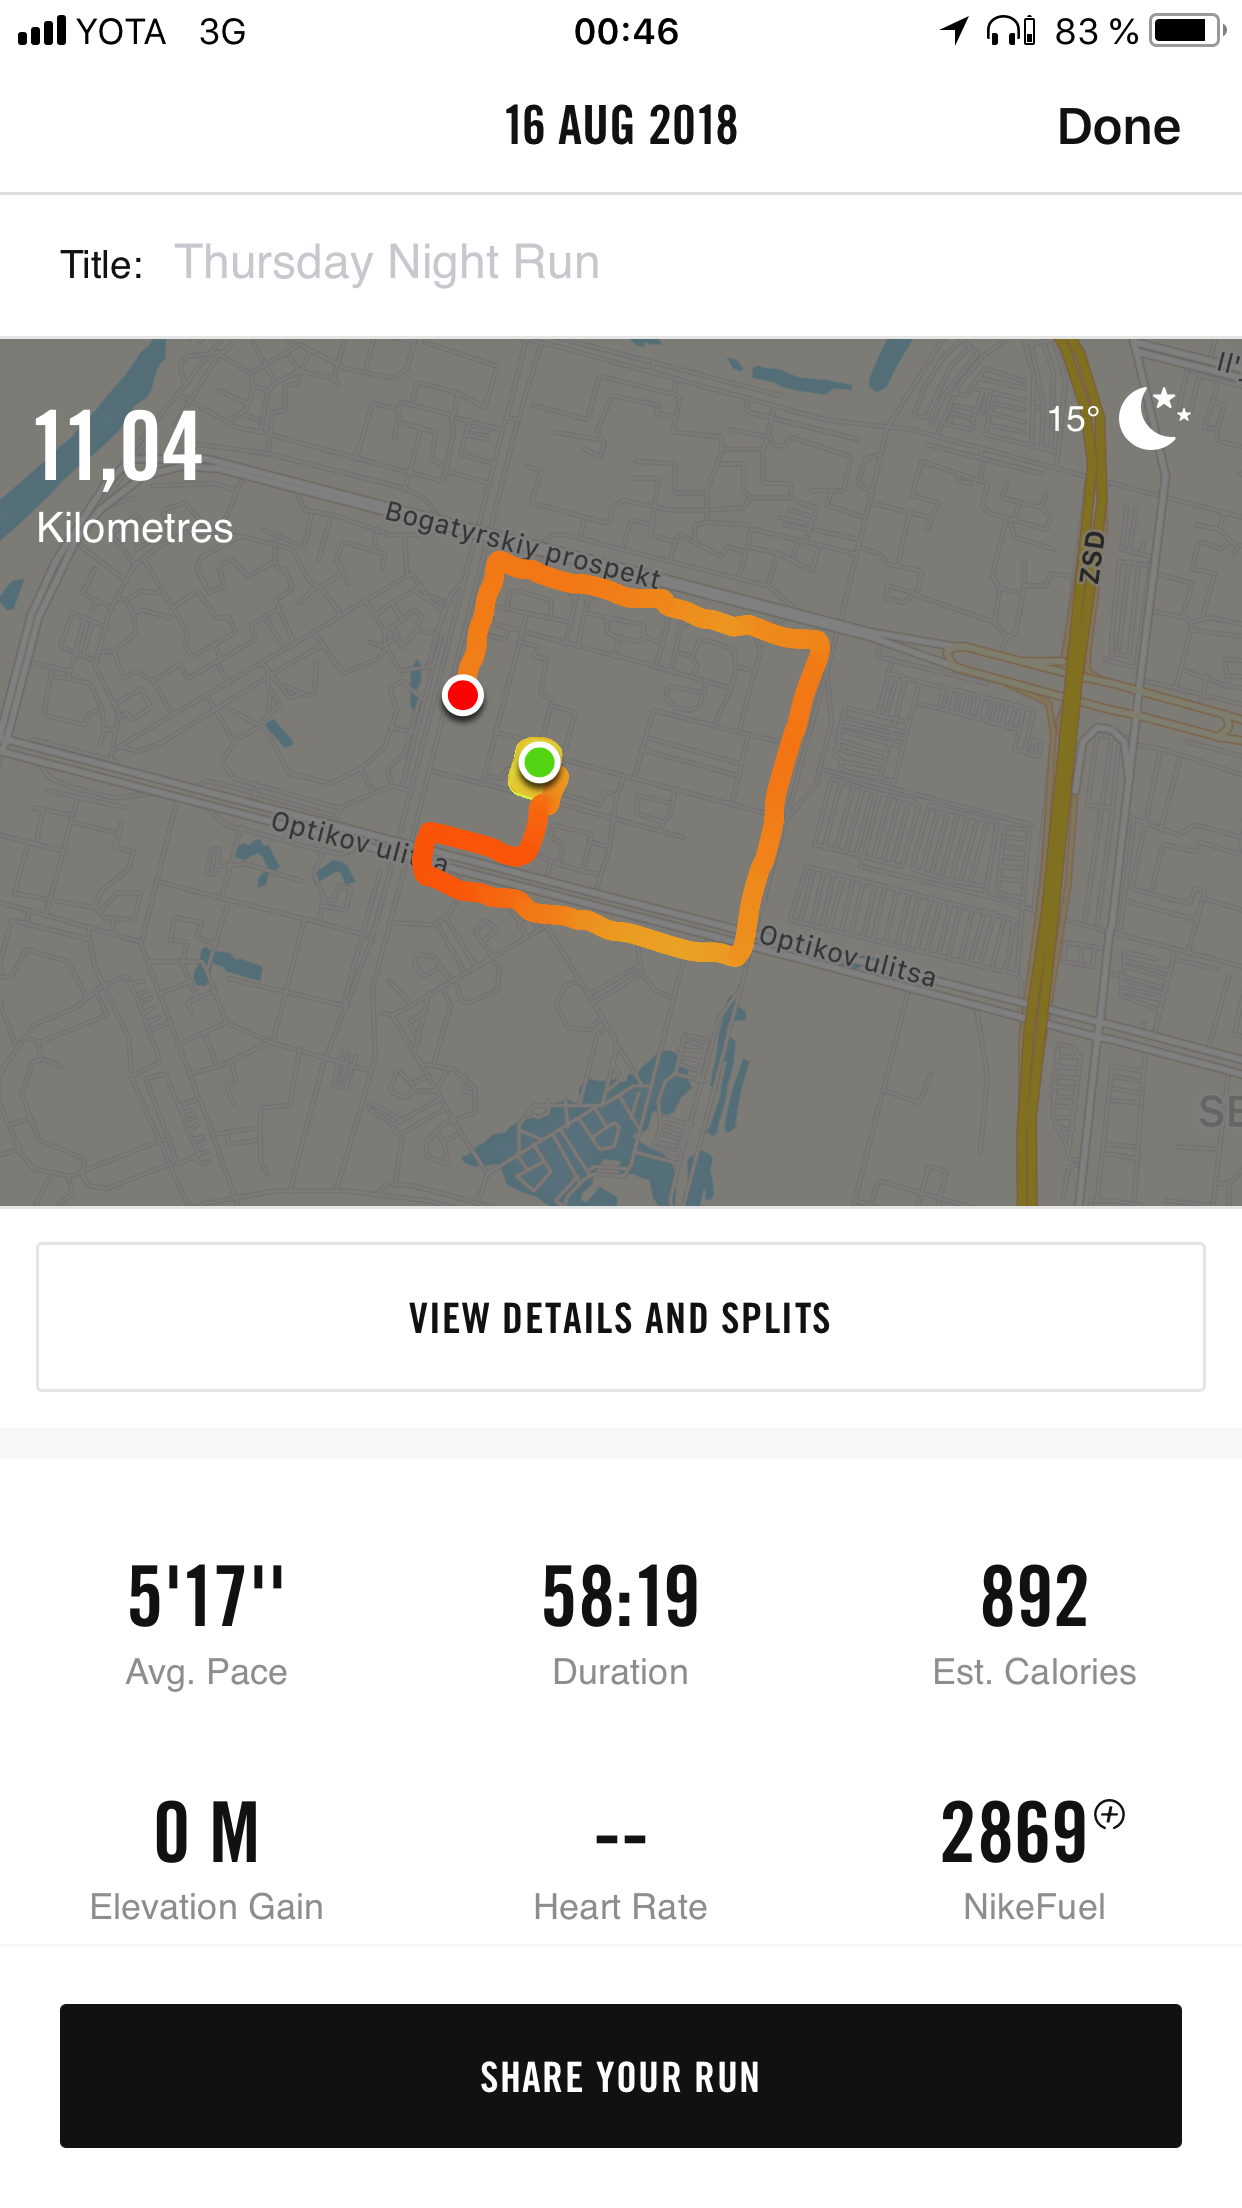 YOTA 3G 00:46 83 %
16 AUG 2018 Done
Title: Thursday Night Run
11,04
Kilometres
15°
Il'
Bogatyrskiy prospekt
ZSD
Optikov ulitsa
Optikov ulitsa
SE
VIEW DETAILS AND SPLITS
5'17'' 58:19 892
Avg. Pace Duration Est. Calories
0 M -- 2869
Elevation Gain Heart Rate NikeFuel
SHARE YOUR RUN